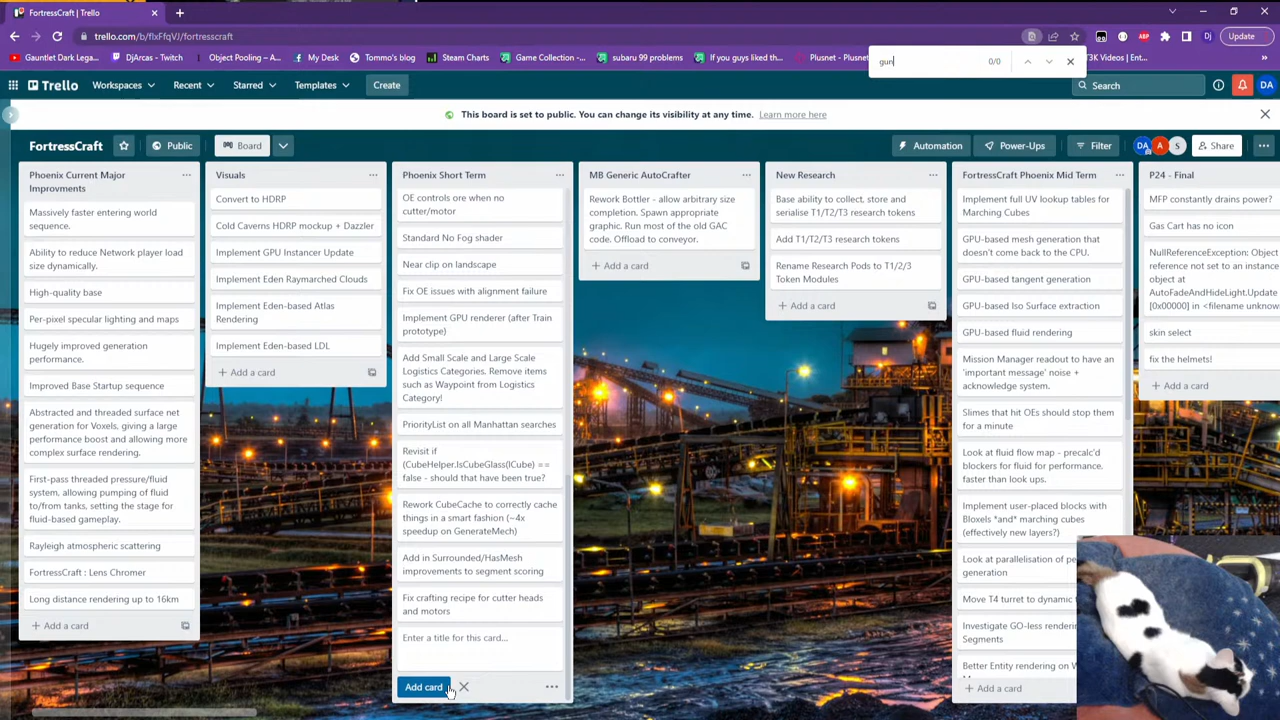 FortressCraft | Trello
trello.com/b/flxFfqVJ/fortresscraft
Update
Gauntlet Dark Lega...
DjArcas - Twitch
Object Pooling – A...
My Desk
Tommo's blog
Steam Charts
Game Collection -...
subaru 99 problems
If you guys liked th...
Plusnet - Plusnet
73K Videos | Ent...
gun
0/0
Trello
Workspaces
Recent
Starred
Templates
Create
Search
DA
This board is set to public. You can change its visibility at any time. Learn more here
FortressCraft
Public
Board
Automation
Power-Ups
Filter
DA
A
S
Share
Phoenix Current Major
Improvments
Massively faster entering world
sequence.
Ability to reduce Network player load
size dynamically.
High-quality base
Per-pixel specular lighting and maps
Hugely improved generation
performance.
Improved Base Startup sequence
Abstracted and threaded surface net
generation for Voxels, giving a large
performance boost and allowing more
complex surface rendering.
First-pass threaded pressure/fluid
system, allowing pumping of fluid
to/from tanks, setting the stage for
fluid-based gameplay.
Rayleigh atmospheric scattering
FortressCraft : Lens Chromer
Long distance rendering up to 16km
+ Add a card
Visuals
Convert to HDRP
Cold Caverns HDRP mockup + Dazzler
Implement GPU Instancer Update
Implement Eden Raymarched Clouds
Implement Eden-based Atlas
Rendering
Implement Eden-based LDL
+ Add a card
Phoenix Short Term
OE controls ore when no
cutter/motor
Standard No Fog shader
Near clip on landscape
Fix OE issues with alignment failure
Implement GPU renderer (after Train
prototype)
Add Small Scale and Large Scale
Logistics Categories. Remove items
such as Waypoint from Logistics
Category!
PriorityList on all Manhattan searches
Revisit if
(CubeHelper.IsCubeGlass(lCube) ==
false - should that have been true?
Rework CubeCache to correctly cache
things in a smart fashion (~4x
speedup on GenerateMech)
Add in Surrounded/HasMesh
improvements to segment scoring
Fix crafting recipe for cutter heads
and motors
Enter a title for this card...
Add card
MB Generic AutoCrafter
Rework Bottler - allow arbitrary size
completion. Spawn appropriate
graphic. Run most of the old GAC
code. Offload to conveyor.
+ Add a card
New Research
Base ability to collect, store and
serialise T1/T2/T3 research tokens
Add T1/T2/T3 research tokens
Rename Research Pods to T1/2/3
Token Modules
+ Add a card
FortressCraft Phoenix Mid Term
Implement full UV lookup tables for
Marching Cubes
GPU-based mesh generation that
doesn't come back to the CPU.
GPU-based tangent generation
GPU-based Iso Surface extraction
GPU-based fluid rendering
Mission Manager readout to have an
'important message' noise +
acknowledge system.
Slimes that hit OEs should stop them
for a minute
Look at fluid flow map - precalc'd
blockers for fluid for performance.
faster than look ups.
Implement user-placed blocks with
Bloxels *and* marching cubes
(effectively new layers?)
Look at parallelisation of
generation
Move T4 turret to dynamic
Investigate GO-less rendering
Segments
Better Entity rendering on
+ Add a card
P24 - Final
MFP constantly drains power?
Gas Cart has no icon
NullReferenceException: Object
reference not set to an instance
object at
AutoFadeAndHideLight.Update
[0x00000] in <filename unknow
skin select
fix the helmets!
+ Add a card